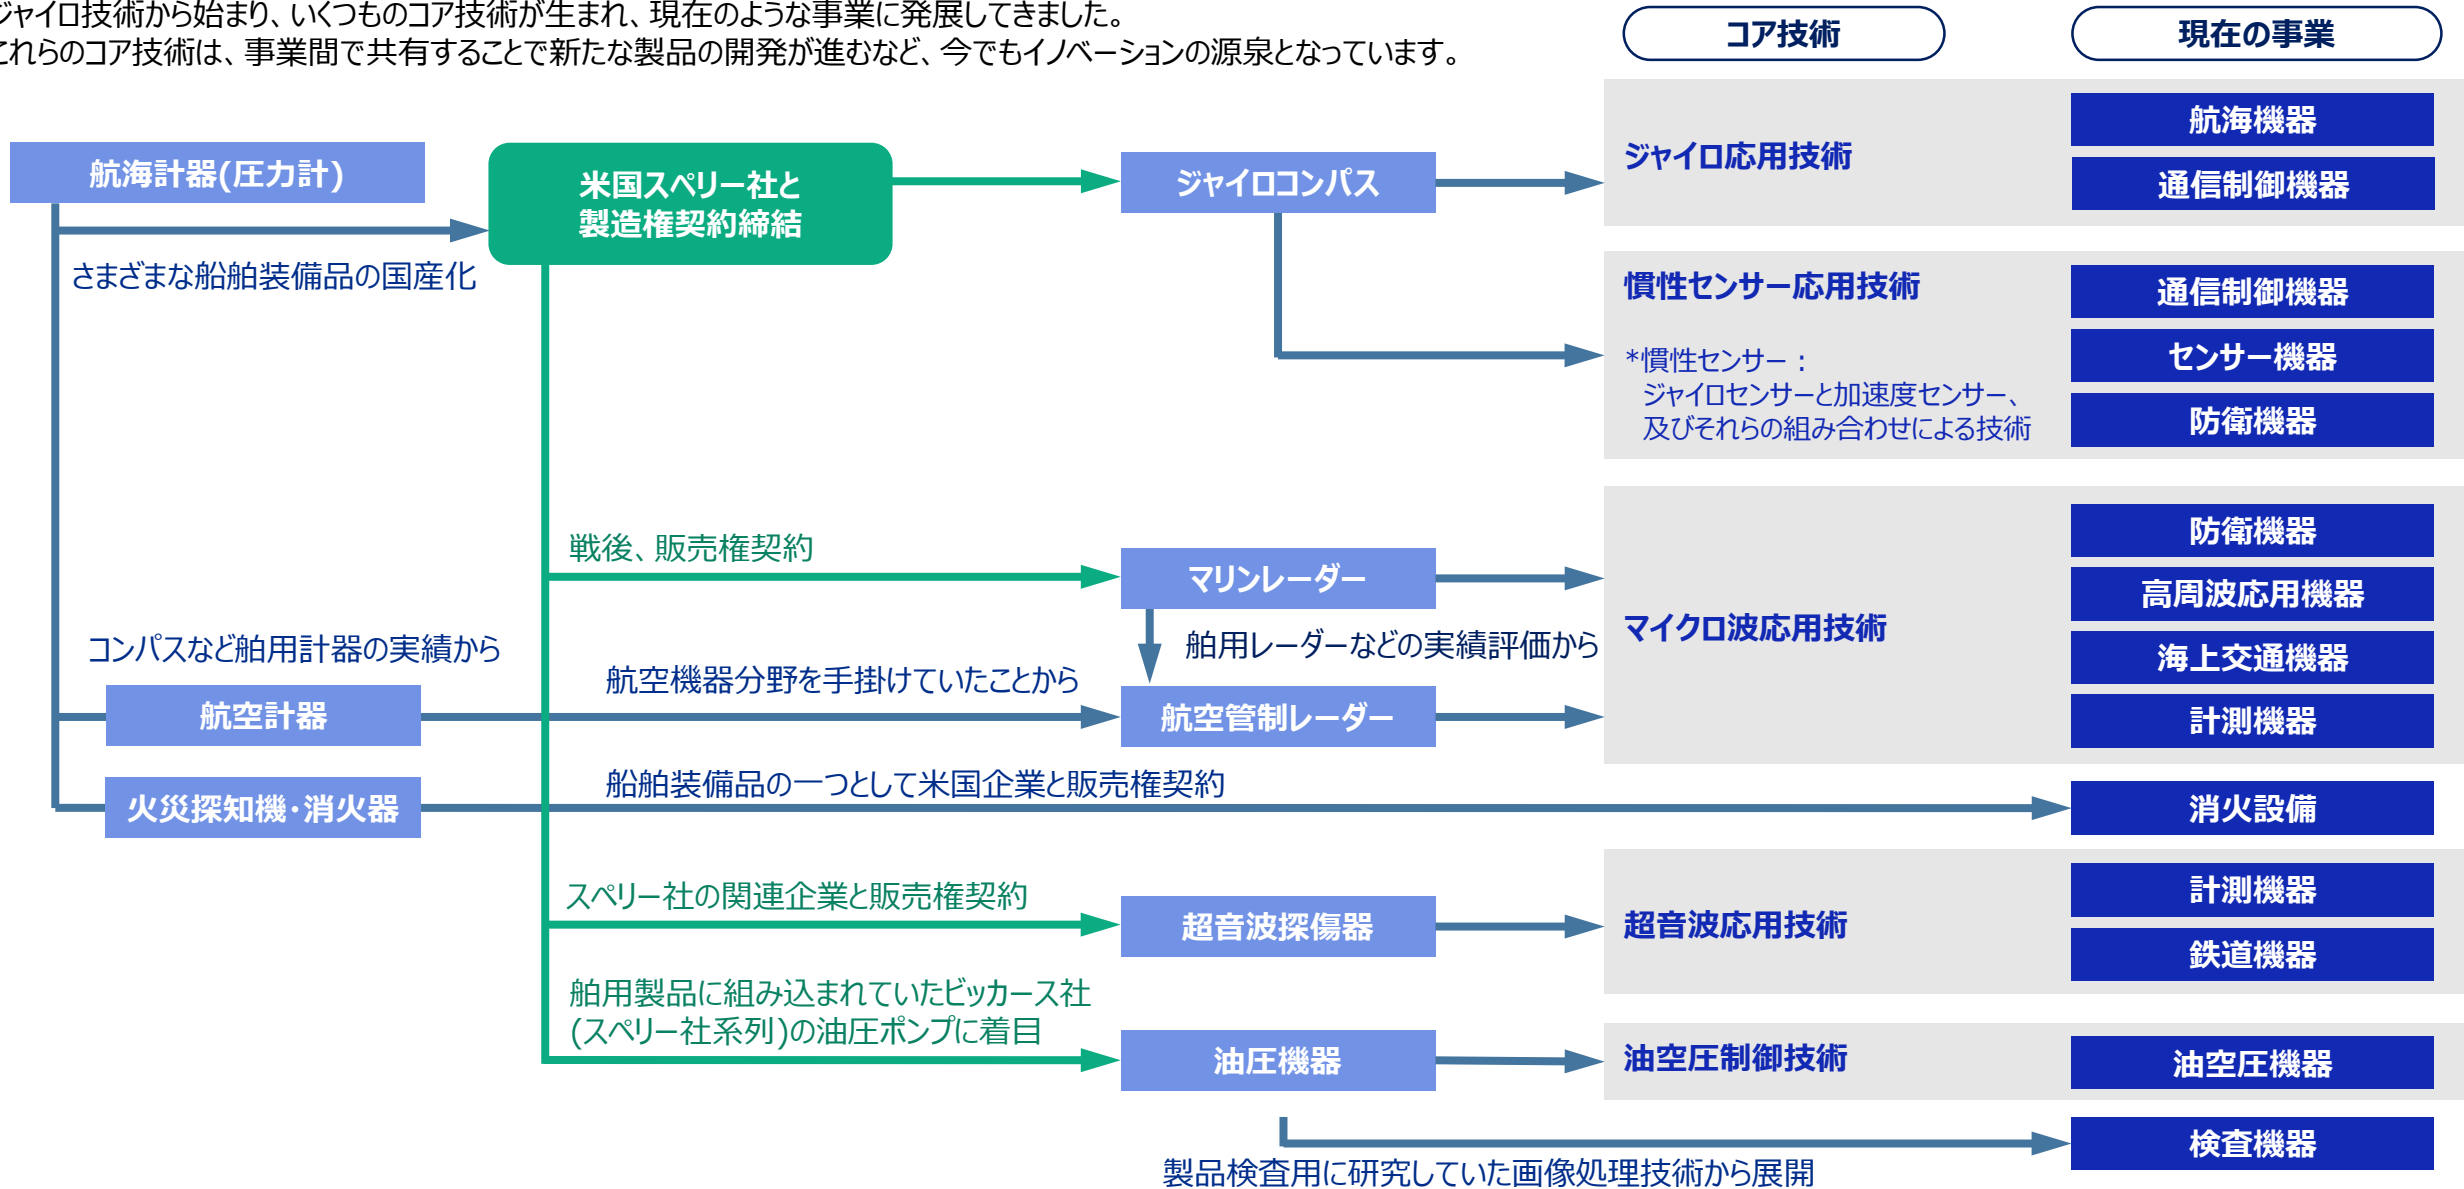 ジャイロ技術から始まり、いくつものコア技術が生まれ、現在のような事業に発展してきました。
これらのコア技術は、事業間で共有することで新たな製品の開発が進むなど、今でもイノベーションの源泉となっています。
コア技術
現在の事業
航海計器(圧力計)
米国スペリー社と
製造権契約締結
さまざまな船舶装備品の国産化
ジャイロコンパス
ジャイロ応用技術
航海機器
通信制御機器
慣性センサー応用技術
*慣性センサー：
ジャイロセンサーと加速度センサー、
及びそれらの組み合わせによる技術
通信制御機器
センサー機器
防衛機器
戦後、販売権契約
マリンレーダー
舶用レーダーなどの実績評価から
コンパスなど舶用計器の実績から
航空計器
航空機器分野を手掛けていたことから
航空管制レーダー
マイクロ波応用技術
防衛機器
高周波応用機器
海上交通機器
計測機器
火災探知機・消火器
船舶装備品の一つとして米国企業と販売権契約
消火設備
スペリー社の関連企業と販売権契約
超音波探傷器
超音波応用技術
計測機器
鉄道機器
舶用製品に組み込まれていたビッカース社
(スペリー社系列)の油圧ポンプに着目
油圧機器
油空圧制御技術
油空圧機器
製品検査用に研究していた画像処理技術から展開
検査機器